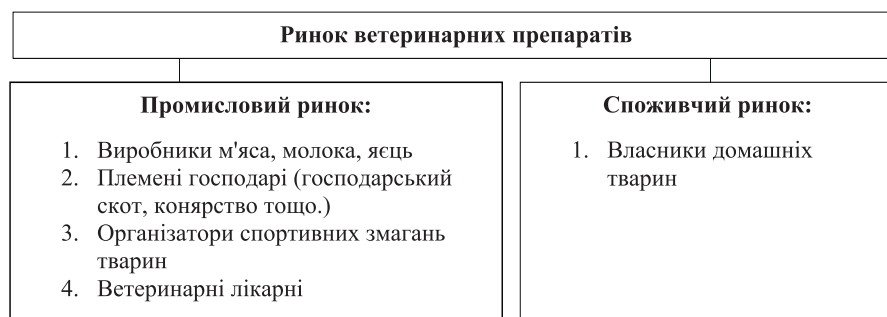 Ринок ветеринарних препаратів
Промисловий ринок:
1. Виробники м'яса, молока, яєць
2. Племені господарі (господарський
скот, конярство тощо.)
3. Організатори спортивних змагань
тварин
4. Ветеринарні лікарні
Споживчий ринок:
1. Власники домашніх
тварин